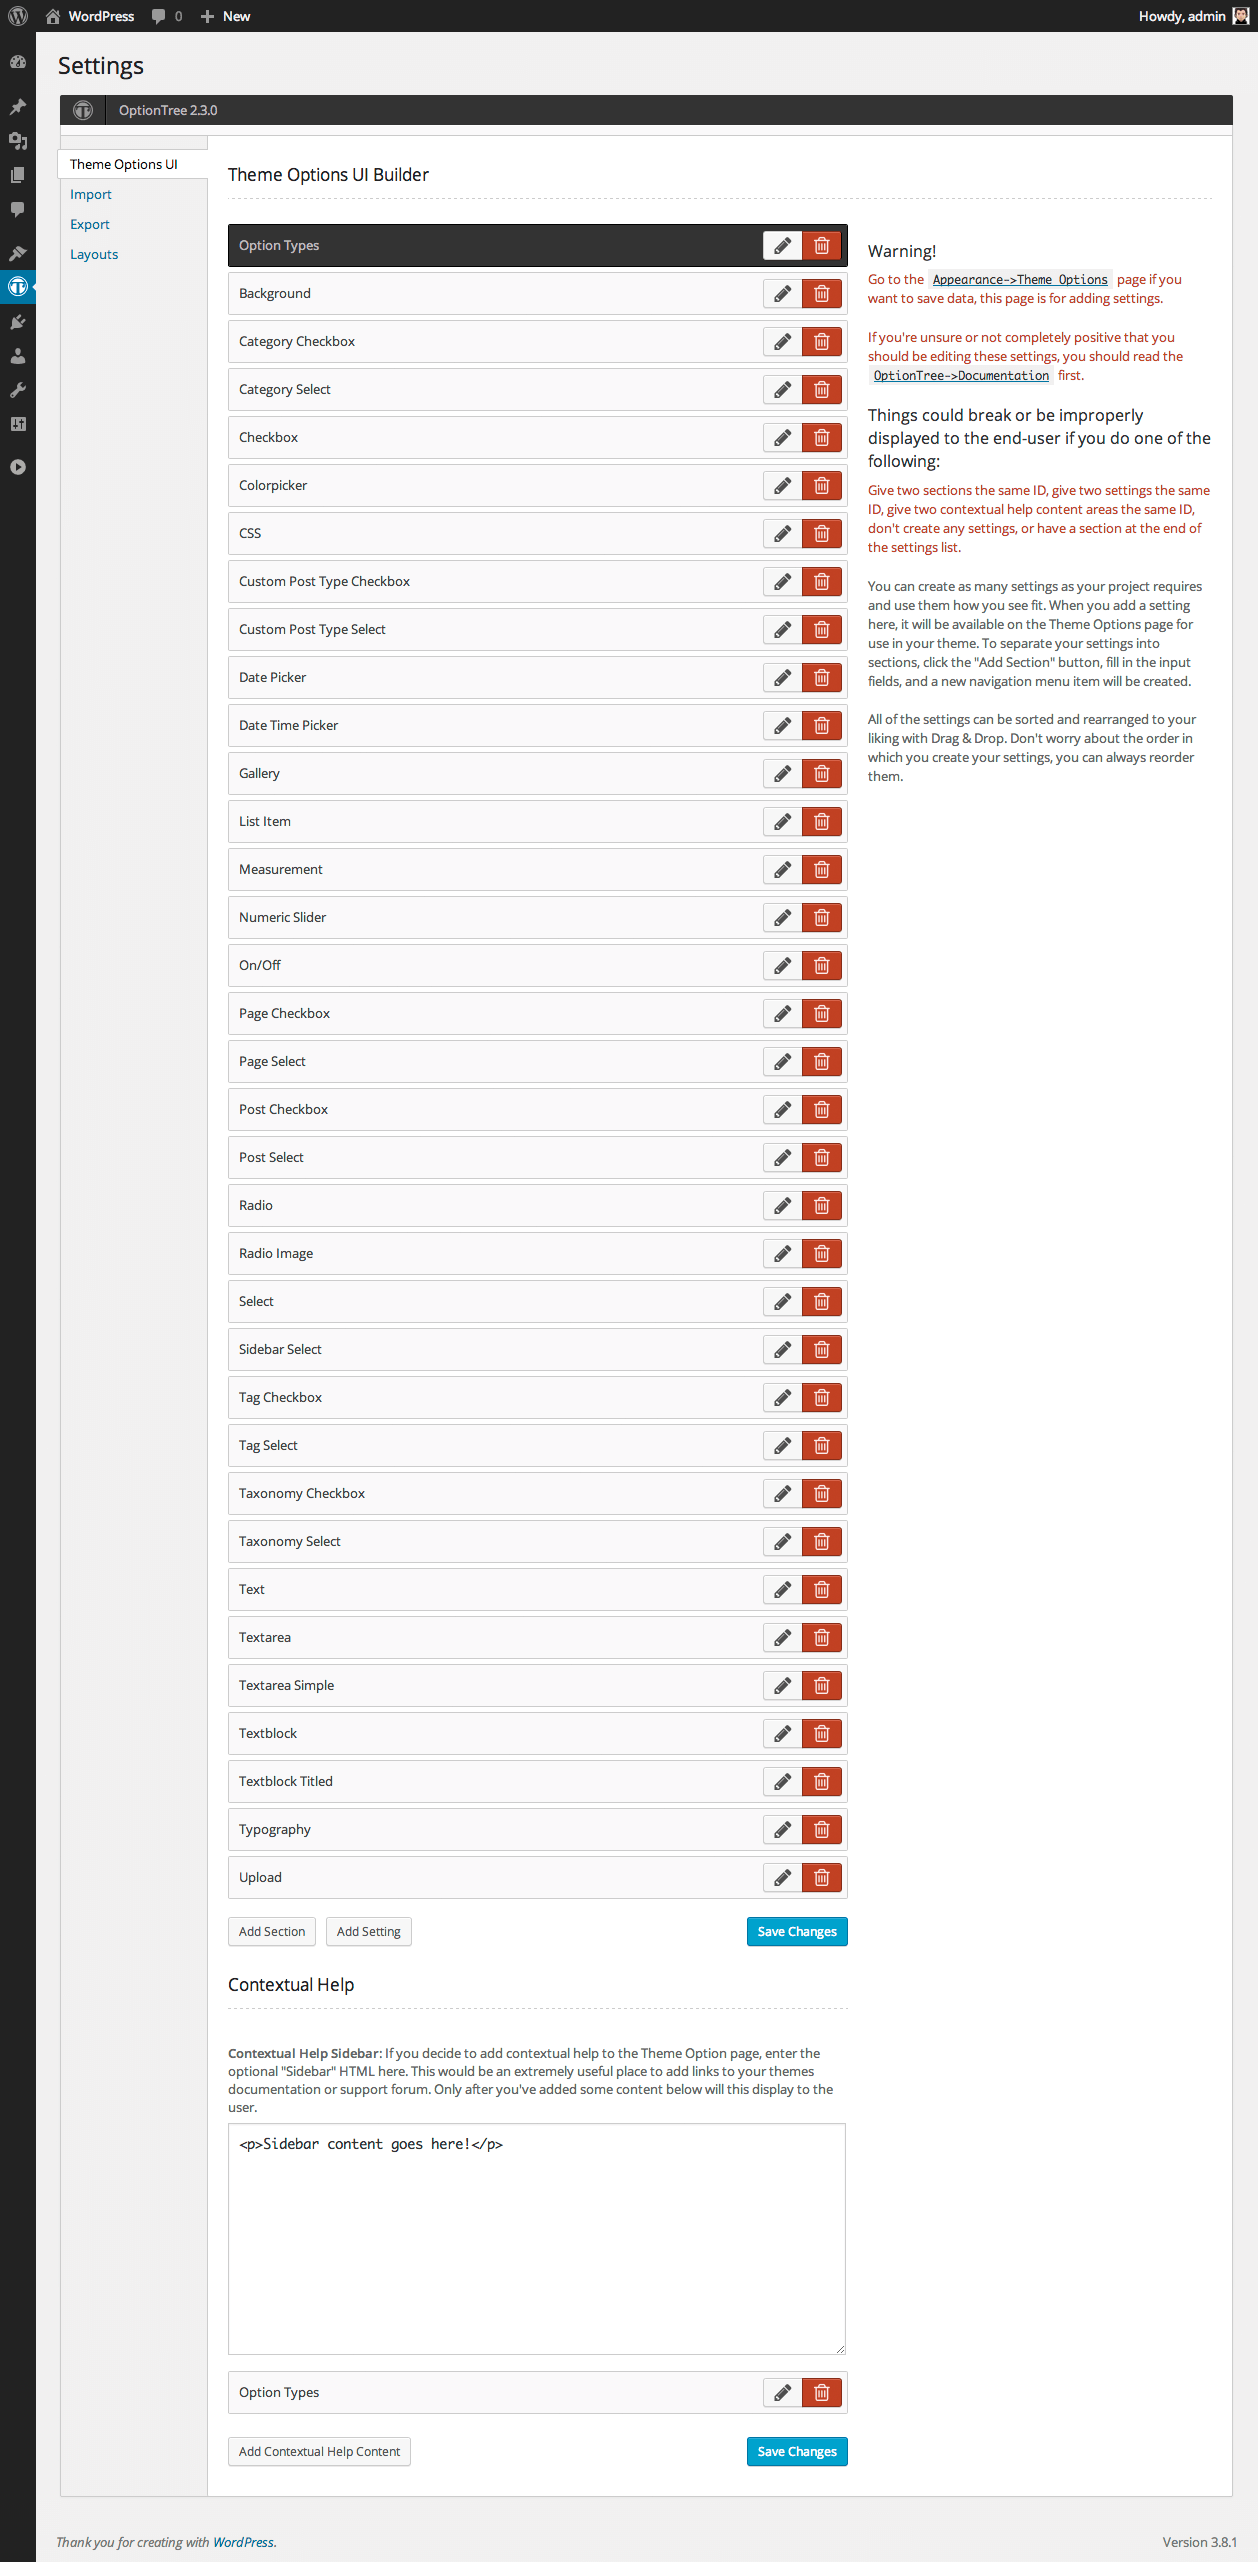 WordPress 0 New Howdy, admin
Settings
OptionTree 2.3.0
Theme Options UI
Import
Export
Layouts
Theme Options UI Builder
Option Types
Background
Category Checkbox
Category Select
Checkbox
Colorpicker
CSS
Custom Post Type Checkbox
Custom Post Type Select
Date Picker
Date Time Picker
Gallery
List Item
Measurement
Numeric Slider
On/Off
Page Checkbox
Page Select
Post Checkbox
Post Select
Radio
Radio Image
Select
Sidebar Select
Tag Checkbox
Tag Select
Taxonomy Checkbox
Taxonomy Select
Text
Textarea
Textarea Simple
Textblock
Textblock Titled
Typography
Upload
Add Section Add Setting Save Changes
Warning!
Go to the Appearance->Theme Options page if you
want to save data, this page is for adding settings.
If you're unsure or not completely positive that you
should be editing these settings, you should read the
OptionTree->Documentation first.
Things could break or be improperly
displayed to the end-user if you do one of the
following:
Give two sections the same ID, give two settings the same
ID, give two contextual help content areas the same ID,
don't create any settings, or have a section at the end of
the settings list.
You can create as many settings as your project requires
and use them how you see fit. When you add a setting
here, it will be available on the Theme Options page for
use in your theme. To separate your settings into
sections, click the "Add Section" button, fill in the input
fields, and a new navigation menu item will be created.
All of the settings can be sorted and rearranged to your
liking with Drag & Drop. Don't worry about the order in
which you create your settings, you can always reorder
them.
Contextual Help
Contextual Help Sidebar: If you decide to add contextual help to the Theme Option page, enter the
optional "Sidebar" HTML here. This would be an extremely useful place to add links to your themes
documentation or support forum. Only after you've added some content below will this display to the
user.
<p>Sidebar content goes here!</p>
Option Types
Add Contextual Help Content Save Changes
Thank you for creating with WordPress. Version 3.8.1